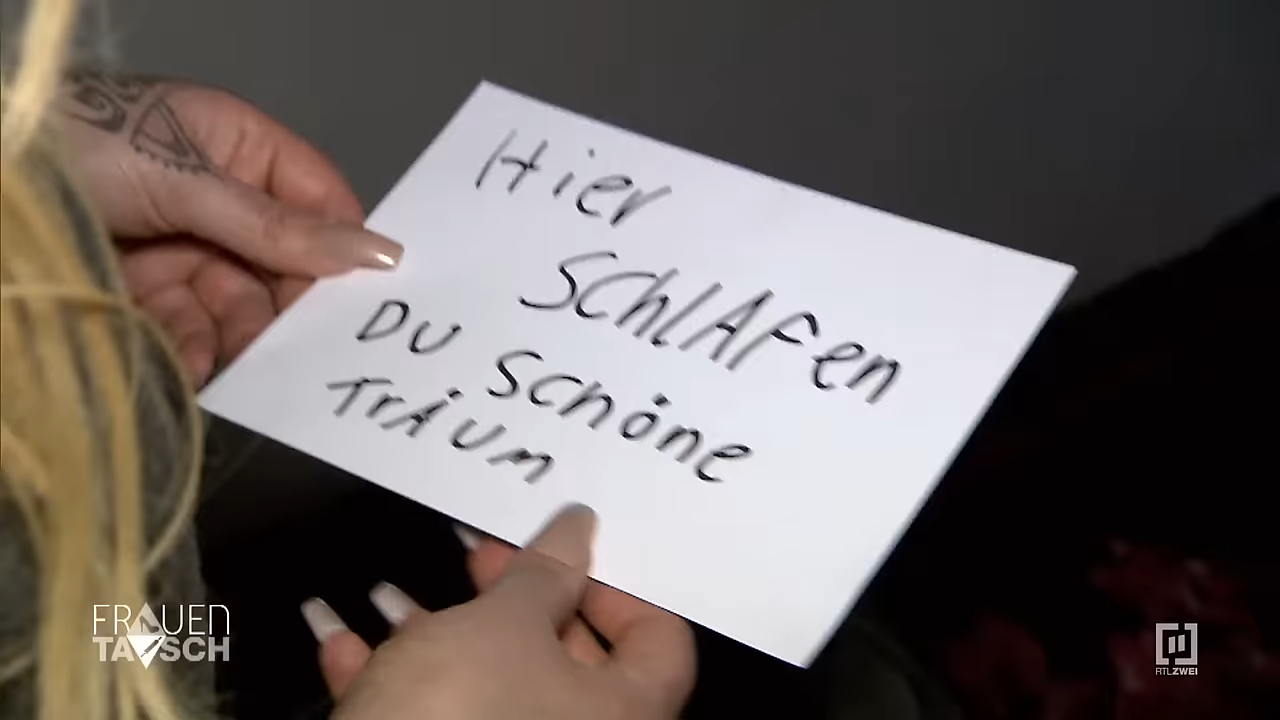 Hier
SChlAfen
DU Schöne
TrAUM
FRAUEN
TAUSCH
RTLZWEI